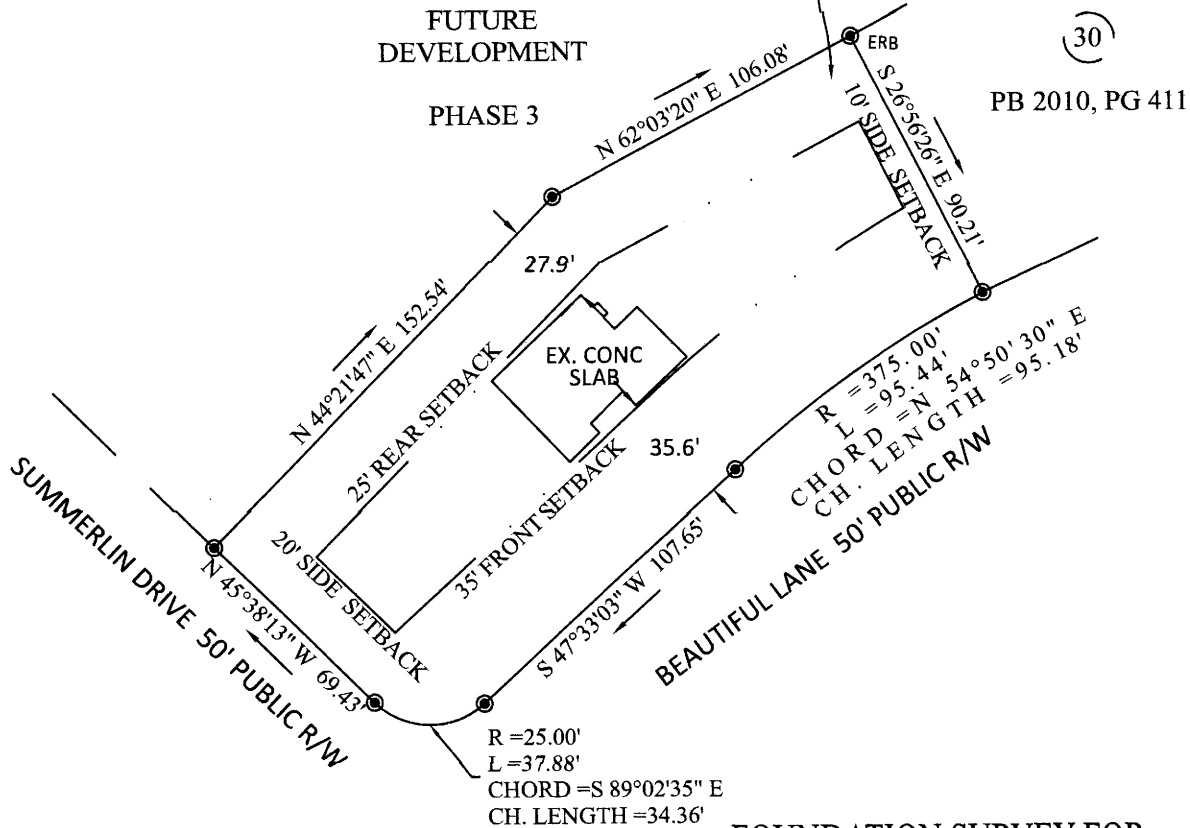 FUTURE
DEVELOPMENT
PHASE 3
N 62°03'20" E 106.08'
ERB
30
PB 2010, PG 411
S 26°56'26" E 90.21'
10' SIDE SETBACK
27.9'
N 44°21'47" E 152.54'
EX. CONC
SLAB
25' REAR SETBACK
35.6'
R =375.00'
L =95.44'
CHORD =N 54°50'30" E
CH. LENGTH =95.18'
35' FRONT SETBACK
20' SIDE SETBACK
SUMMERLIN DRIVE 50' PUBLIC R/W
N 45°38'13" W 69.43'
S 47°33'03" W 107.65'
BEAUTIFUL LANE 50' PUBLIC R/W
R =25.00'
L =37.88'
CHORD =S 89°02'35" E
CH. LENGTH =34.36'
FOUNDATION SURVEY FOR